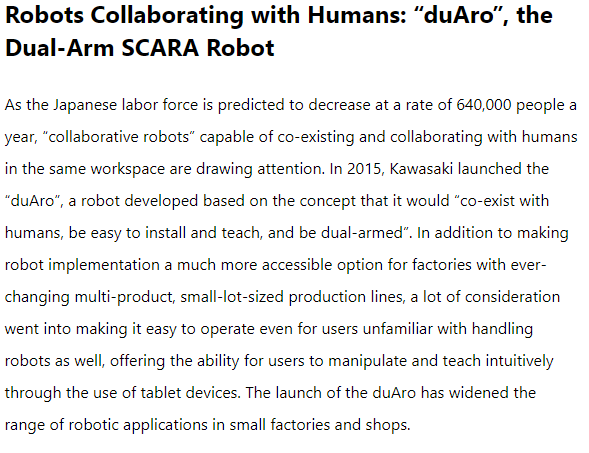 Robots Collaborating with Humans: “duAro”, the
Dual-Arm SCARA Robot
As the Japanese labor force is predicted to decrease at a rate of 640,000 people a
year, “collaborative robots” capable of co-existing and collaborating with humans
in the same workspace are drawing attention. In 2015, Kawasaki launched the
“duAro”, a robot developed based on the concept that it would “co-exist with
humans, be easy to install and teach, and be dual-armed”. In addition to making
robot implementation a much more accessible option for factories with ever-
changing multi-product, small-lot-sized production lines, a lot of consideration
went into making it easy to operate even for users unfamiliar with handling
robots as well, offering the ability for users to manipulate and teach intuitively
through the use of tablet devices. The launch of the duAro has widened the
range of robotic applications in small factories and shops.